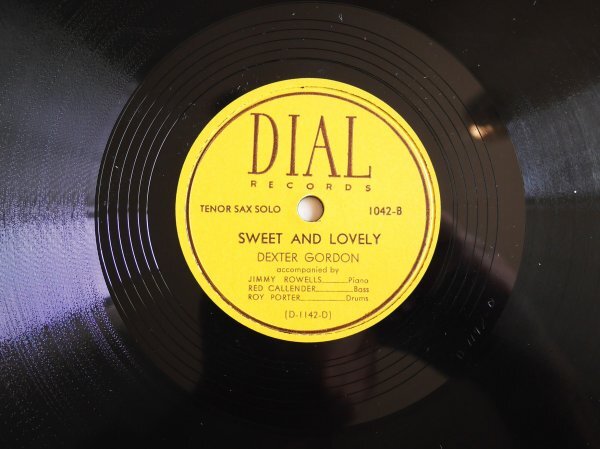 DIAL
RECORDS
TENOR SAX SOLO 1042-B
SWEET AND LOVELY
DEXTER GORDON
accompanied by
JIMMY ROWELLS........Piano
RED CALLENDER........Bass
ROY PORTER........Drums
(D-1142-D)